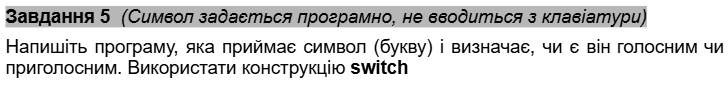 Завдання 5 (Символ задається програмно, не вводиться з клавіатури)
Напишіть програму, яка приймає символ (букву) і визначає, чи є він голосним чи
приголосним. Використати конструкцію switch